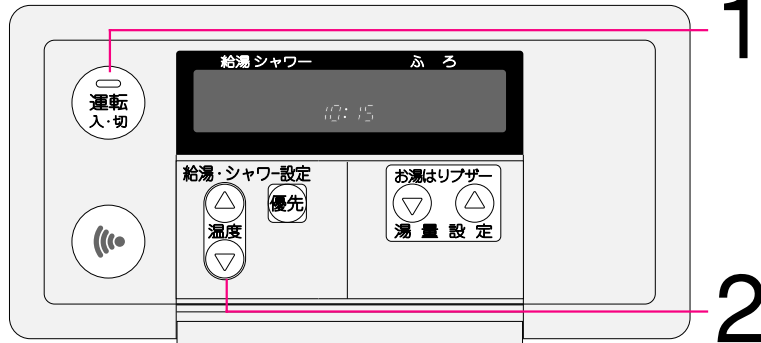 1
給湯 シャワー ふろ
運転
入・切
10:15
給湯・シャワー設定
優先
温度
お湯はりブザー
湯量設定
2